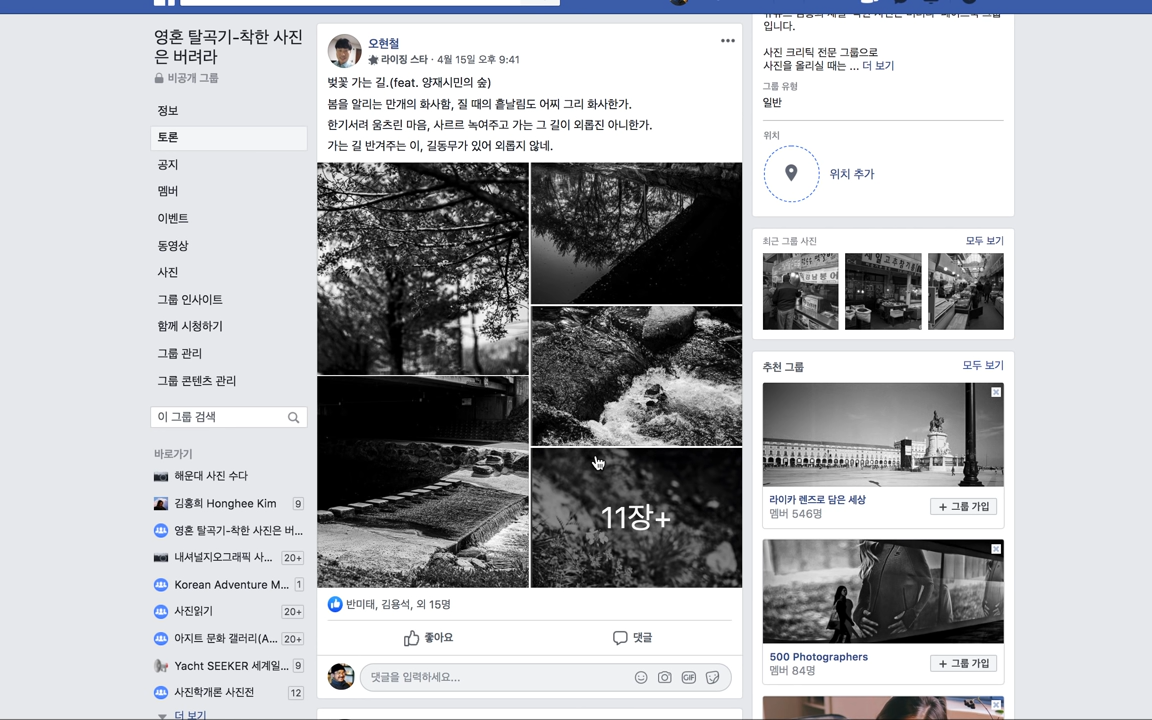 영혼 탈곡기-착한 사진
은 버려라
비공개 그룹
정보
토론
공지
멤버
이벤트
동영상
사진
그룹 인사이트
함께 시청하기
그룹 관리
그룹 콘텐츠 관리
이 그룹 검색
바로가기
해운대 사진 수다
김홍희 Honghee Kim 9
영혼 탈곡기-착한 사진은 버...
내셔널지오그래픽 사... 20+
Korean Adventure M... 1
사진읽기 20+
아지트 문화 갤러리(A... 20+
Yacht SEEKER 세계일... 9
사진학개론 사진전 12
더 보기
오현철
라이징 스타 · 4월 15일 오후 9:41
벚꽃 가는 길.(feat. 양재시민의 숲)
봄을 알리는 만개의 화사함, 질 때의 흩날림도 어찌 그리 화사한가.
한기서려 움츠린 마음, 사르르 녹여주고 가는 그 길이 외롭진 아니한가.
가는 길 반겨주는 이, 길동무가 있어 외롭지 않네.
11장+
반미태, 김용석, 외 15명
좋아요
댓글
댓글을 입력하세요...
GIF
입니다.
사진 크리틱 전문 그룹으로
사진을 올리실 때는 ... 더 보기
그룹 유형
일반
위치
위치 추가
최근 그룹 사진
모두 보기
추천 그룹
모두 보기
라이카 렌즈로 담은 세상
멤버 546명
+ 그룹 가입
500 Photographers
멤버 84명
+ 그룹 가입